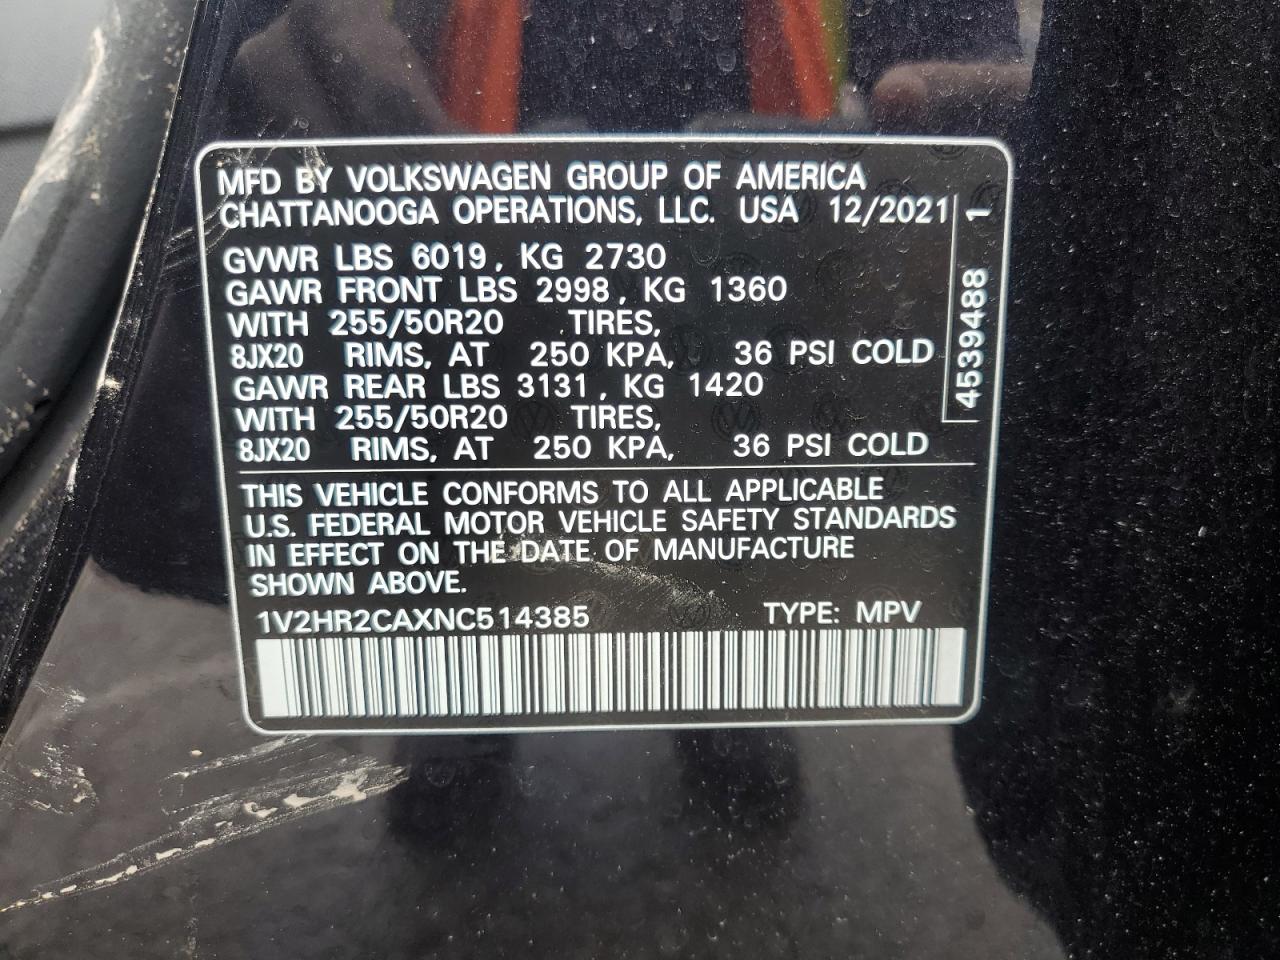 MFD BY VOLKSWAGEN GROUP OF AMERICA
CHATTANOOGA OPERATIONS, LLC. USA 12/2021
GVWR LBS 6019, KG 2730
GAWR FRONT LBS 2998, KG 1360
WITH 255/50R20 TIRES,
8JX20 RIMS, AT 250 KPA, 36 PSI COLD
GAWR REAR LBS 3131, KG 1420
WITH 255/50R20 TIRES,
8JX20 RIMS, AT 250 KPA, 36 PSI COLD
4539488 1
THIS VEHICLE CONFORMS TO ALL APPLICABLE
U.S. FEDERAL MOTOR VEHICLE SAFETY STANDARDS
IN EFFECT ON THE DATE OF MANUFACTURE
SHOWN ABOVE.
1V2HR2CAXNC514385 TYPE: MPV